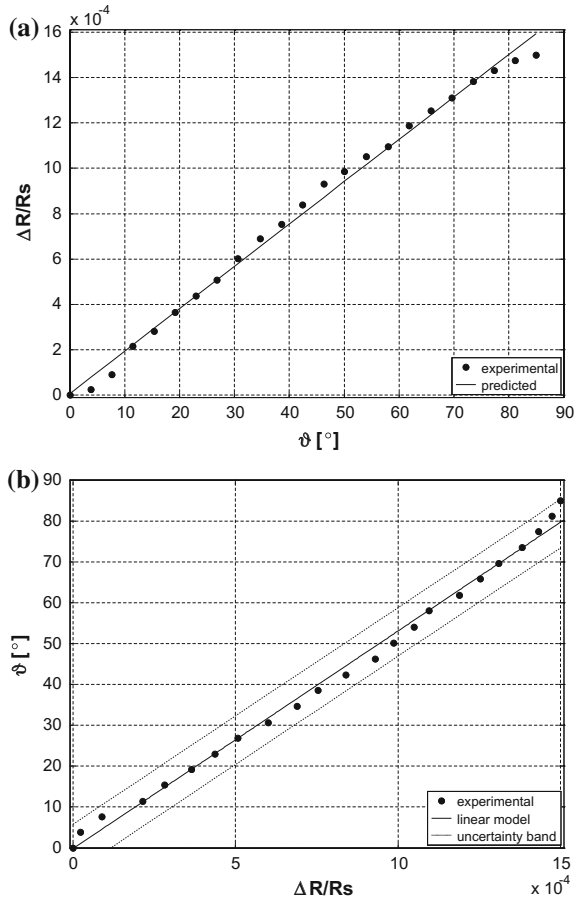 (a)
× 10⁻⁴
16
14
12
10
8
6
4
2
0
ΔR/Rs
0 10 20 30 40 50 60 70 80 90
ϑ [°]
experimental
predicted
(b)
90
80
70
60
50
40
30
20
10
0
ϑ [°]
0 5 10 15
ΔR/Rs
× 10⁻⁴
experimental
linear model
uncertainty band